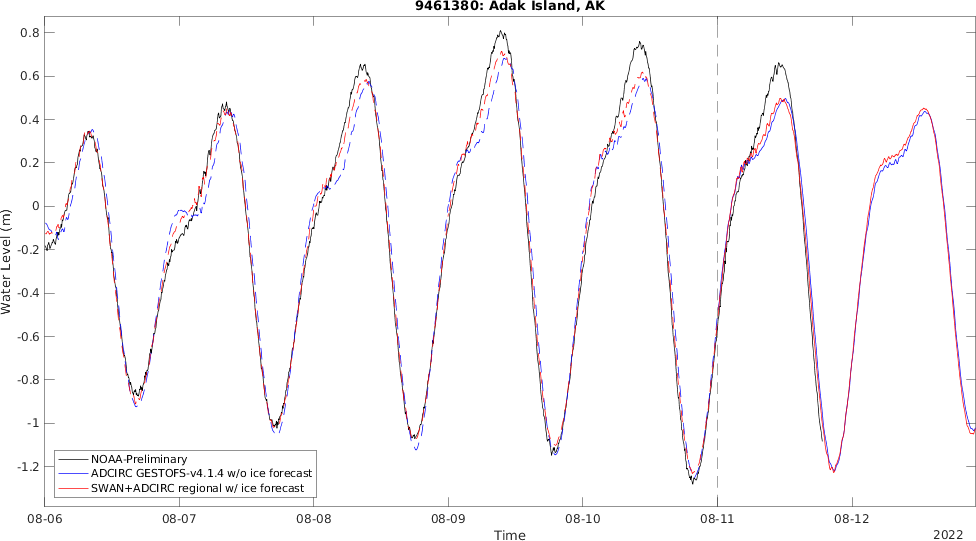 9461380: Adak Island, AK
0.8
0.6
0.4
0.2
0
-0.2
-0.4
-0.6
-0.8
-1
-1.2
Water Level (m)
NOAA-Preliminary
ADCIRC GESTOFS-v4.1.4 w/o ice forecast
SWAN+ADCIRC regional w/ ice forecast
08-06 08-07 08-08 08-09 08-10 08-11 08-12
Time
2022